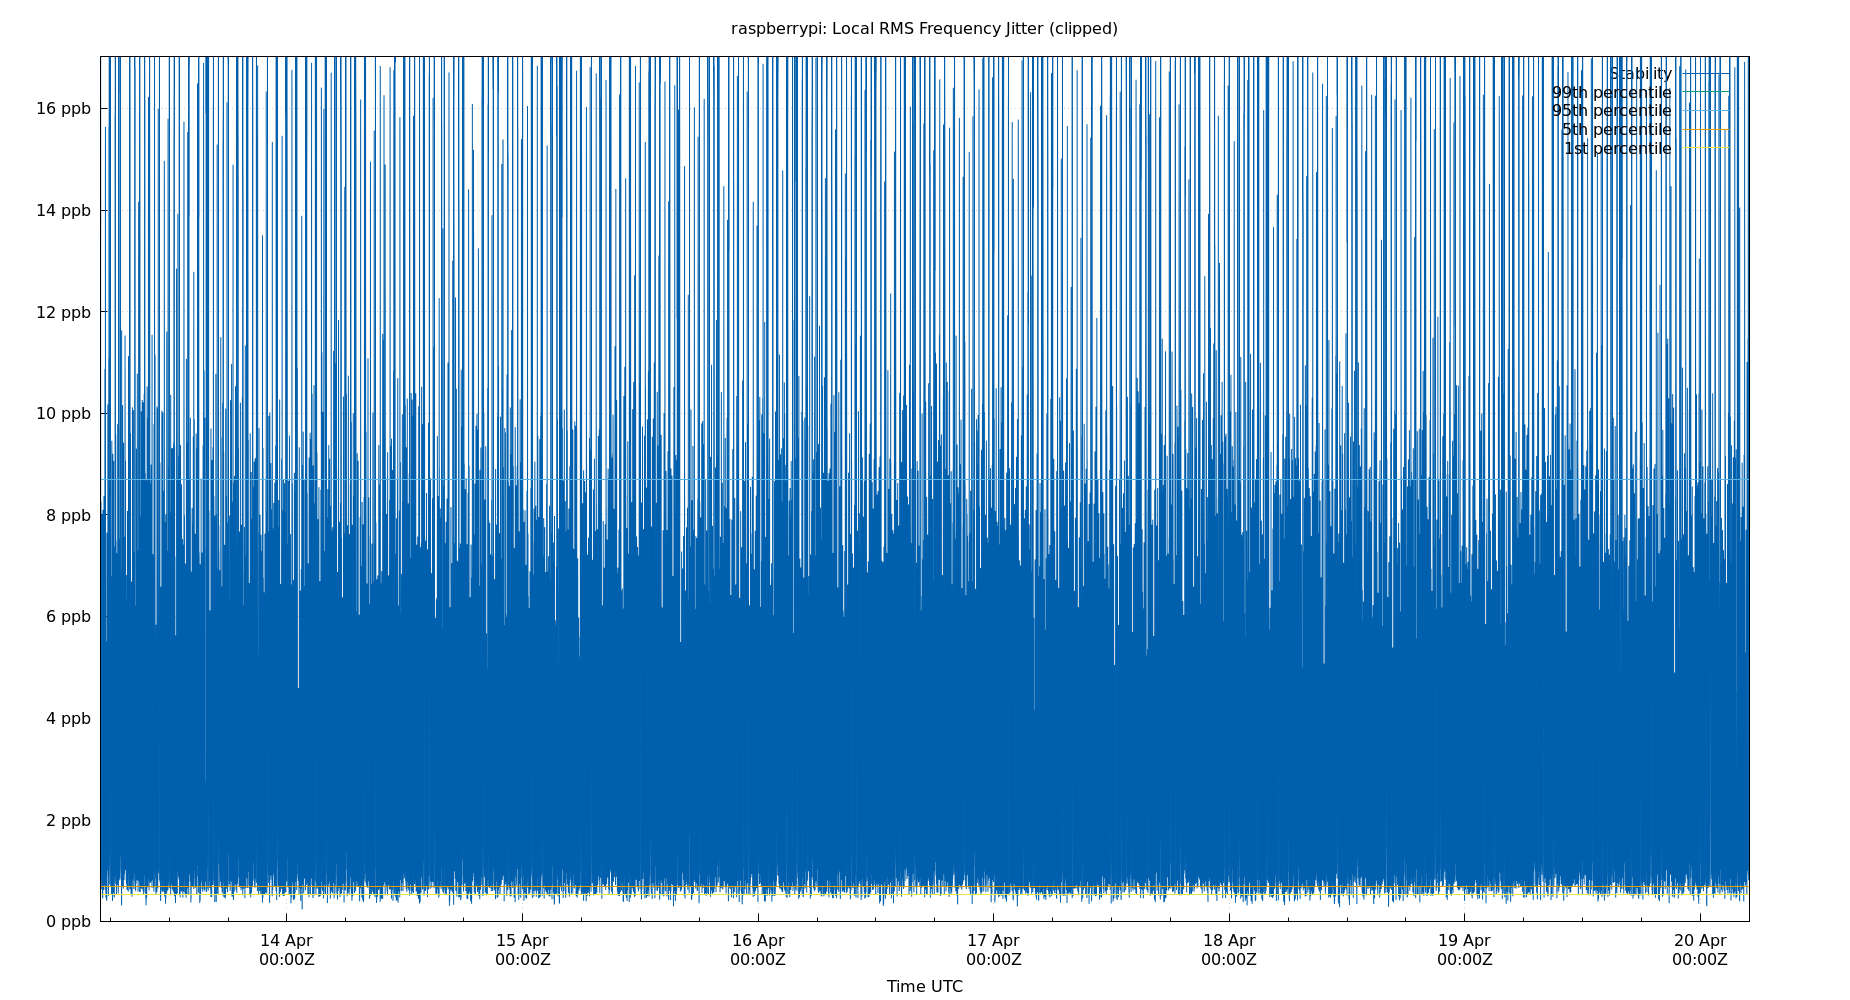 raspberrypi: Local RMS Frequency Jitter (clipped)
Stability
99th percentile
95th percentile
5th percentile
1st percentile
16 ppb
14 ppb
12 ppb
10 ppb
8 ppb
6 ppb
4 ppb
2 ppb
0 ppb
14 Apr 15 Apr 16 Apr 17 Apr 18 Apr 19 Apr 20 Apr
00:00Z 00:00Z 00:00Z 00:00Z 00:00Z 00:00Z 00:00Z
Time UTC